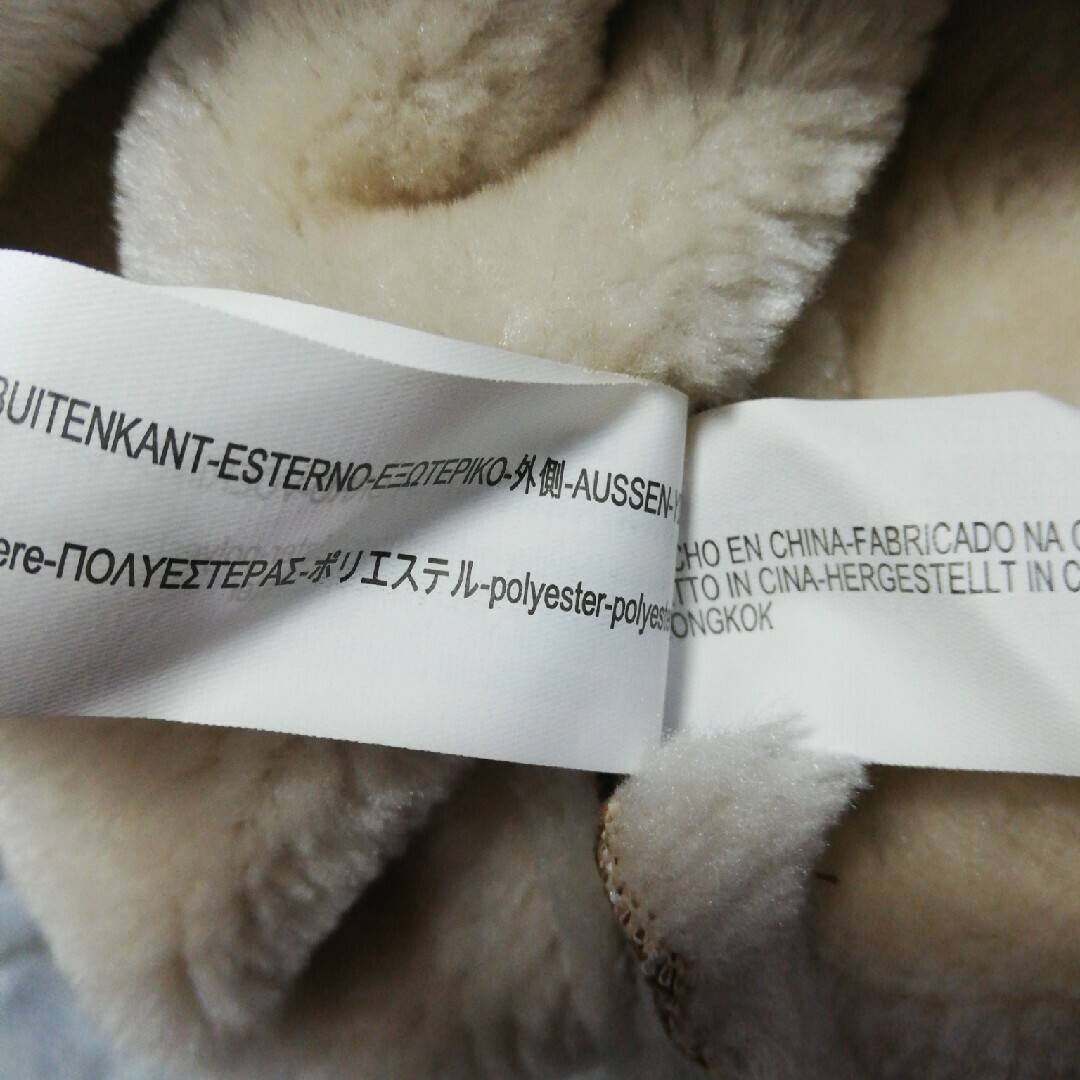 BUITENKANT-ESTERNO-ΕΞΩΤΕΡΙΚΟ-外側-AUSSEN-
ere-ΠΟΛΥΕΣΤΕΡΑΣ-ポリエステル-polyester-polyeste
CHO EN CHINA-FABRICADO NA C
TTO IN CINA-HERGESTELLT IN C
ONGKOK